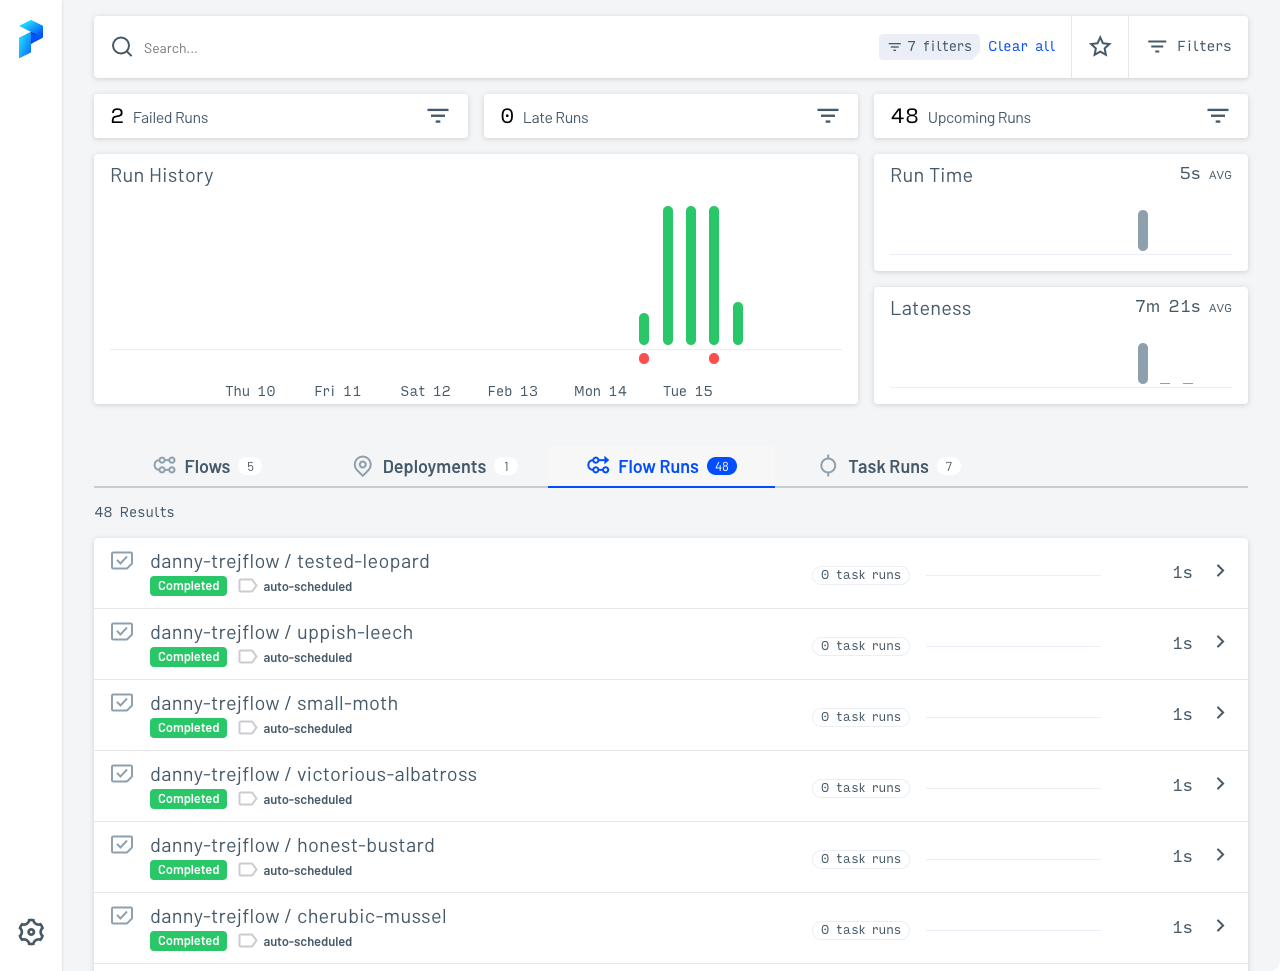 Search...
7 filters
Clear all
Filters
2 Failed Runs
0 Late Runs
48 Upcoming Runs
Run History
Thu 10 Fri 11 Sat 12 Feb 13 Mon 14 Tue 15
Run Time
5s AVG
Lateness
7m 21s AVG
Flows 5
Deployments 1
Flow Runs 48
Task Runs 7
48 Results
danny-trejflow / tested-leopard
Completed auto-scheduled
0 task runs
1s
danny-trejflow / uppish-leech
Completed auto-scheduled
0 task runs
1s
danny-trejflow / small-moth
Completed auto-scheduled
0 task runs
1s
danny-trejflow / victorious-albatross
Completed auto-scheduled
0 task runs
1s
danny-trejflow / honest-bustard
Completed auto-scheduled
0 task runs
1s
danny-trejflow / cherubic-mussel
Completed auto-scheduled
0 task runs
1s